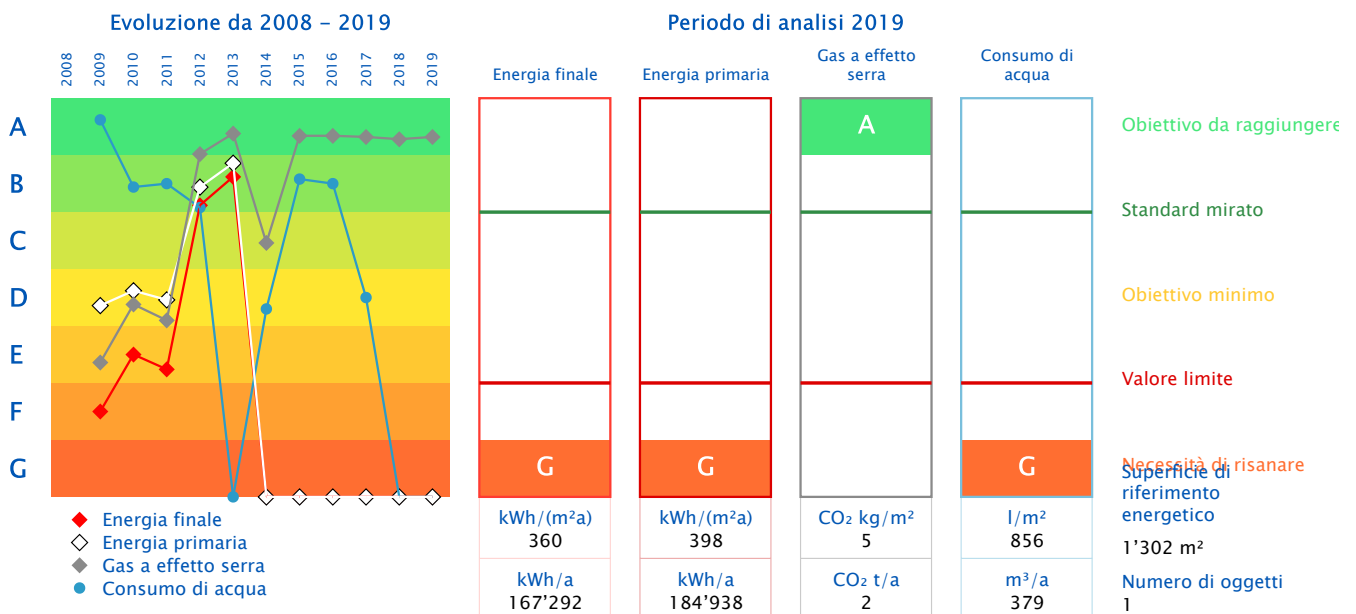 Evoluzione da 2008 – 2019
Periodo di analisi 2019
2008
2009
2010
2011
2012
2013
2014
2015
2016
2017
2018
2019
Energia finale
Energia primaria
Gas a effetto
serra
Consumo di
acqua
A
B
C
D
E
F
G
A
G
G
G
Obiettivo da raggiungere
Standard mirato
Obiettivo minimo
Valore limite
Necessità di risanare
Superficie di
riferimento
energetico
1’302 m²
Numero di oggetti
1
Energia finale
Energia primaria
Gas a effetto serra
Consumo di acqua
kWh/(m²a)
360
kWh/(m²a)
398
CO₂ kg/m²
5
l/m²
856
kWh/a
167’292
kWh/a
184’938
CO₂ t/a
2
m³/a
379